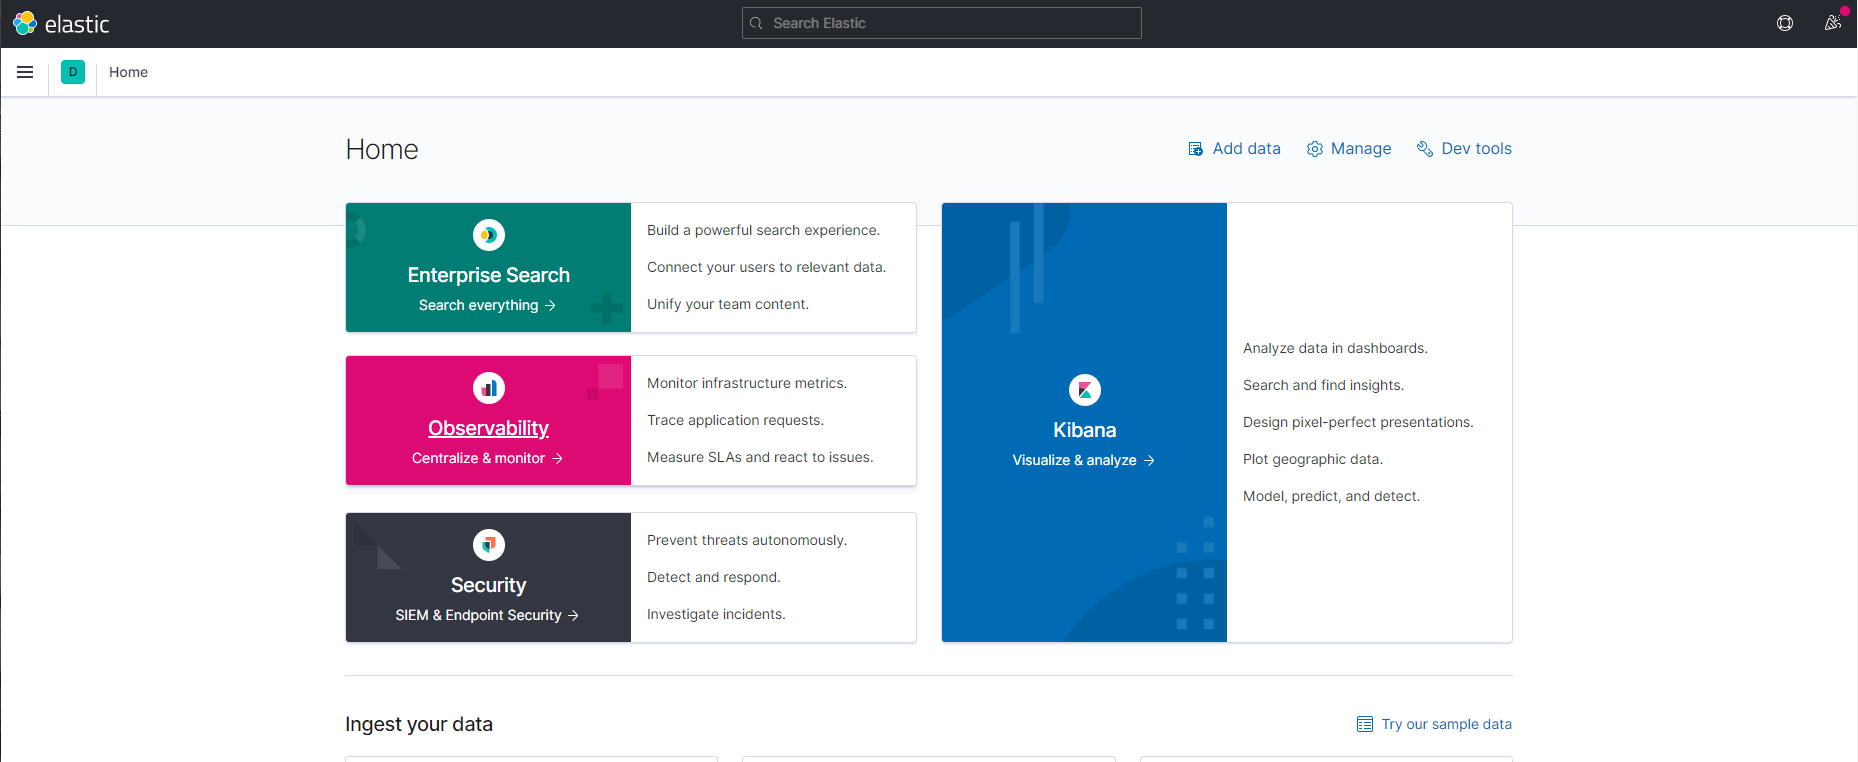 elastic
Search Elastic
D
Home
Home
Add data
Manage
Dev tools
Enterprise Search
Search everything →
Build a powerful search experience.
Connect your users to relevant data.
Unify your team content.
Observability
Centralize & monitor →
Monitor infrastructure metrics.
Trace application requests.
Measure SLAs and react to issues.
Security
SIEM & Endpoint Security →
Prevent threats autonomously.
Detect and respond.
Investigate incidents.
Kibana
Visualize & analyze →
Analyze data in dashboards.
Search and find insights.
Design pixel-perfect presentations.
Plot geographic data.
Model, predict, and detect.
Ingest your data
Try our sample data